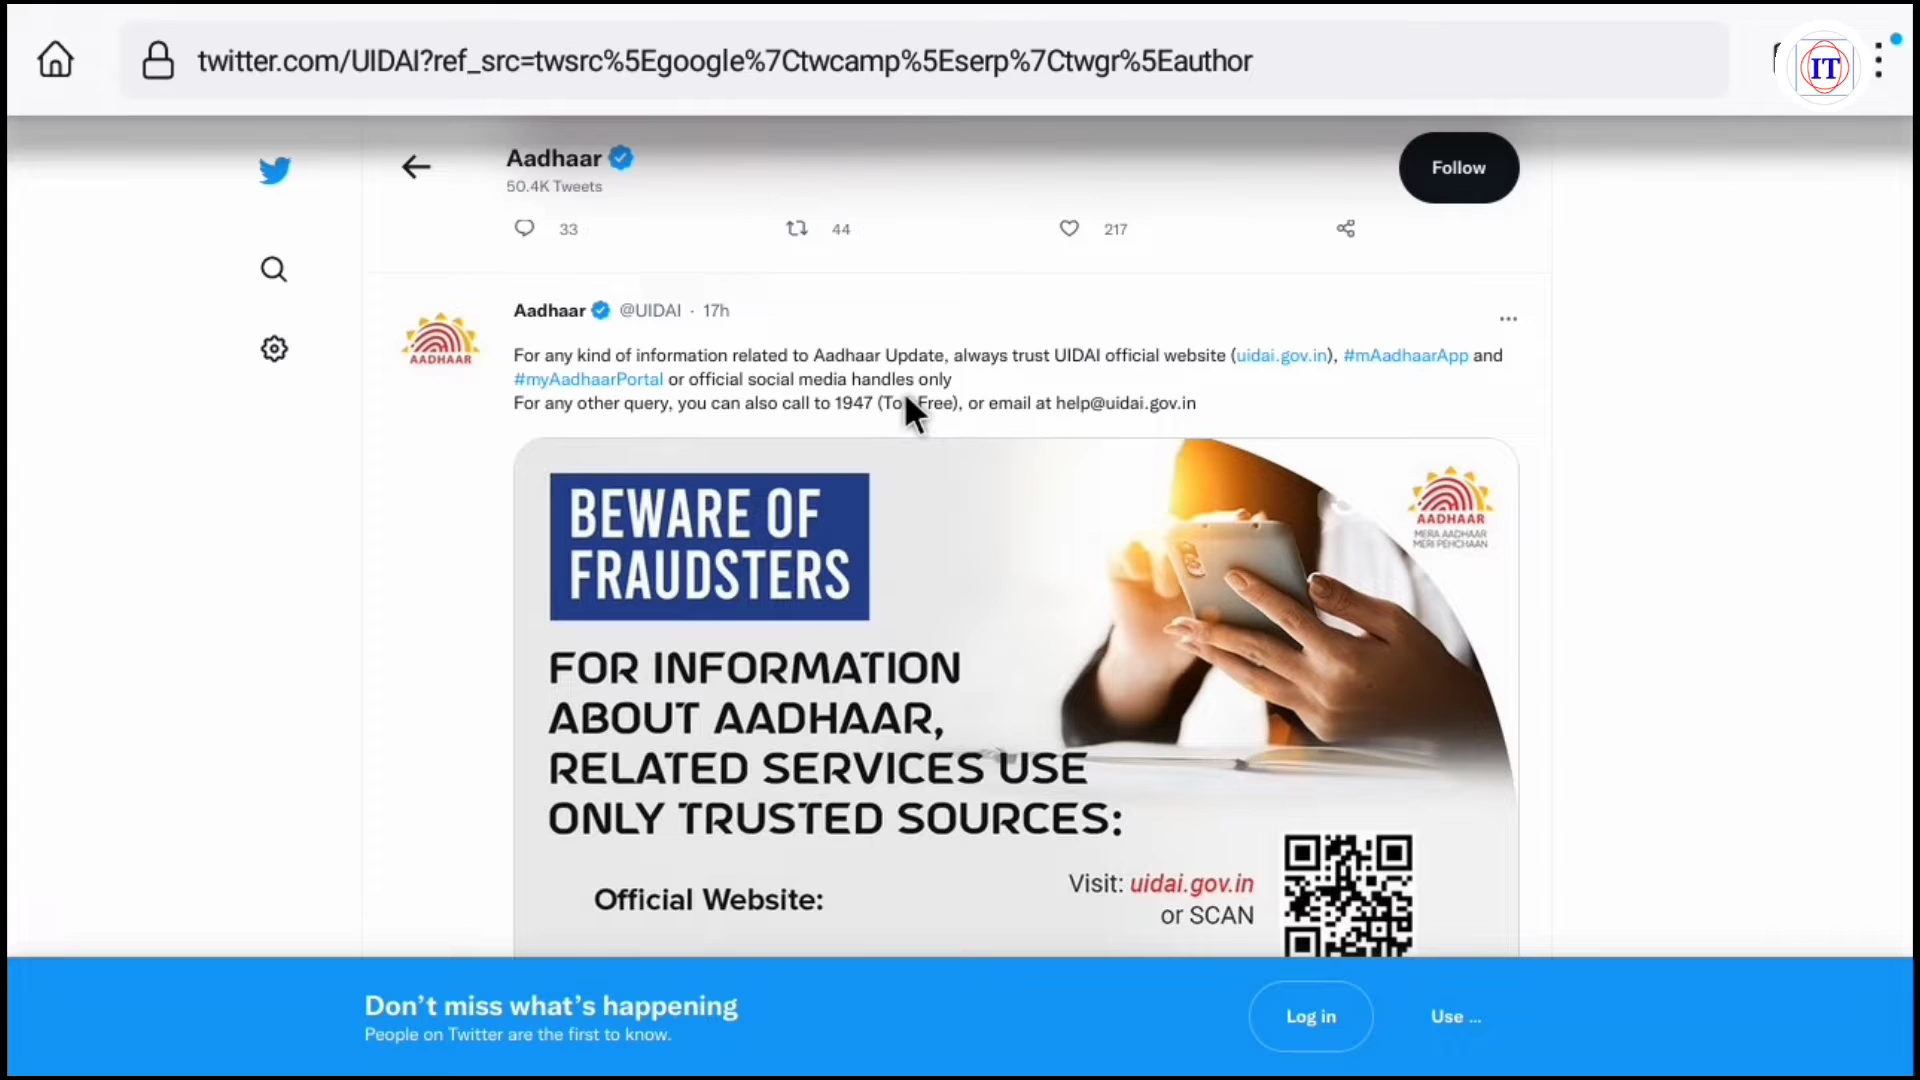 twitter.com/UIDAI?ref_src=twsrc%5Egoogle%7Ctwcamp%5Eserp%7Ctwgr%5Eauthor
IT
Aadhaar
50.4K Tweets
Follow
33 44 217
Aadhaar @UIDAI · 17h
For any kind of information related to Aadhaar Update, always trust UIDAI official website (uidai.gov.in), #mAadhaarApp and
#myAadhaarPortal or official social media handles only
For any other query, you can also call to 1947 (To Free), or email at help@uidai.gov.in
AADHAAR
BEWARE OF
FRAUDSTERS
AADHAAR
MERA AADHAAR
MERI PEHCHAAN
FOR INFORMATION
ABOUT AADHAAR,
RELATED SERVICES USE
ONLY TRUSTED SOURCES:
Official Website:
Visit: uidai.gov.in
or SCAN
Don't miss what's happening
People on Twitter are the first to know.
Log in
Use ...